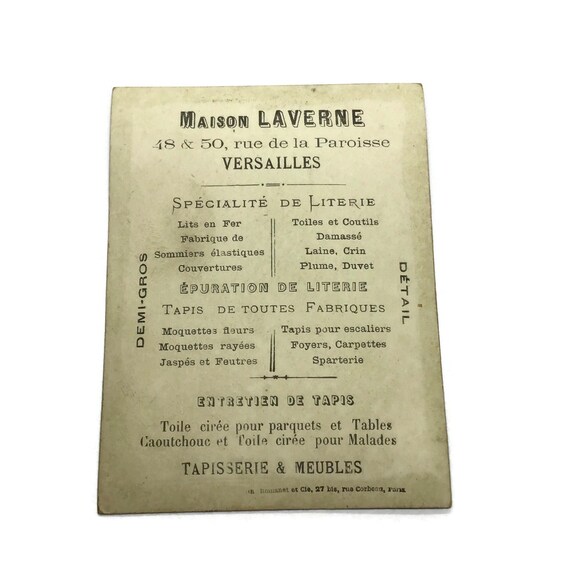 MAISON LAVERNE
48 & 50, rue de la Paroisse
VERSAILLES
SPÉCIALITÉ DE LITERIE
Lits en Fer
Fabrique de
Sommiers élastiques
Couvertures
Toiles et Coutils
Damassé
Laine, Crin
Plume, Duvet
DEMI-GROS
DÉTAIL
ÉPURATION DE LITERIE
TAPIS DE TOUTES FABRIQUES
Moquettes fleurs
Moquettes rayées
Jaspés et Feutres
Tapis pour escaliers
Foyers, Carpettes
Sparterie
ENTRETIEN DE TAPIS
Toile cirée pour parquets et Tables
Caoutchouc et Toile cirée pour Malades
TAPISSERIE & MEUBLES
et Cie, 27 bis, rue Corbeau, Paris